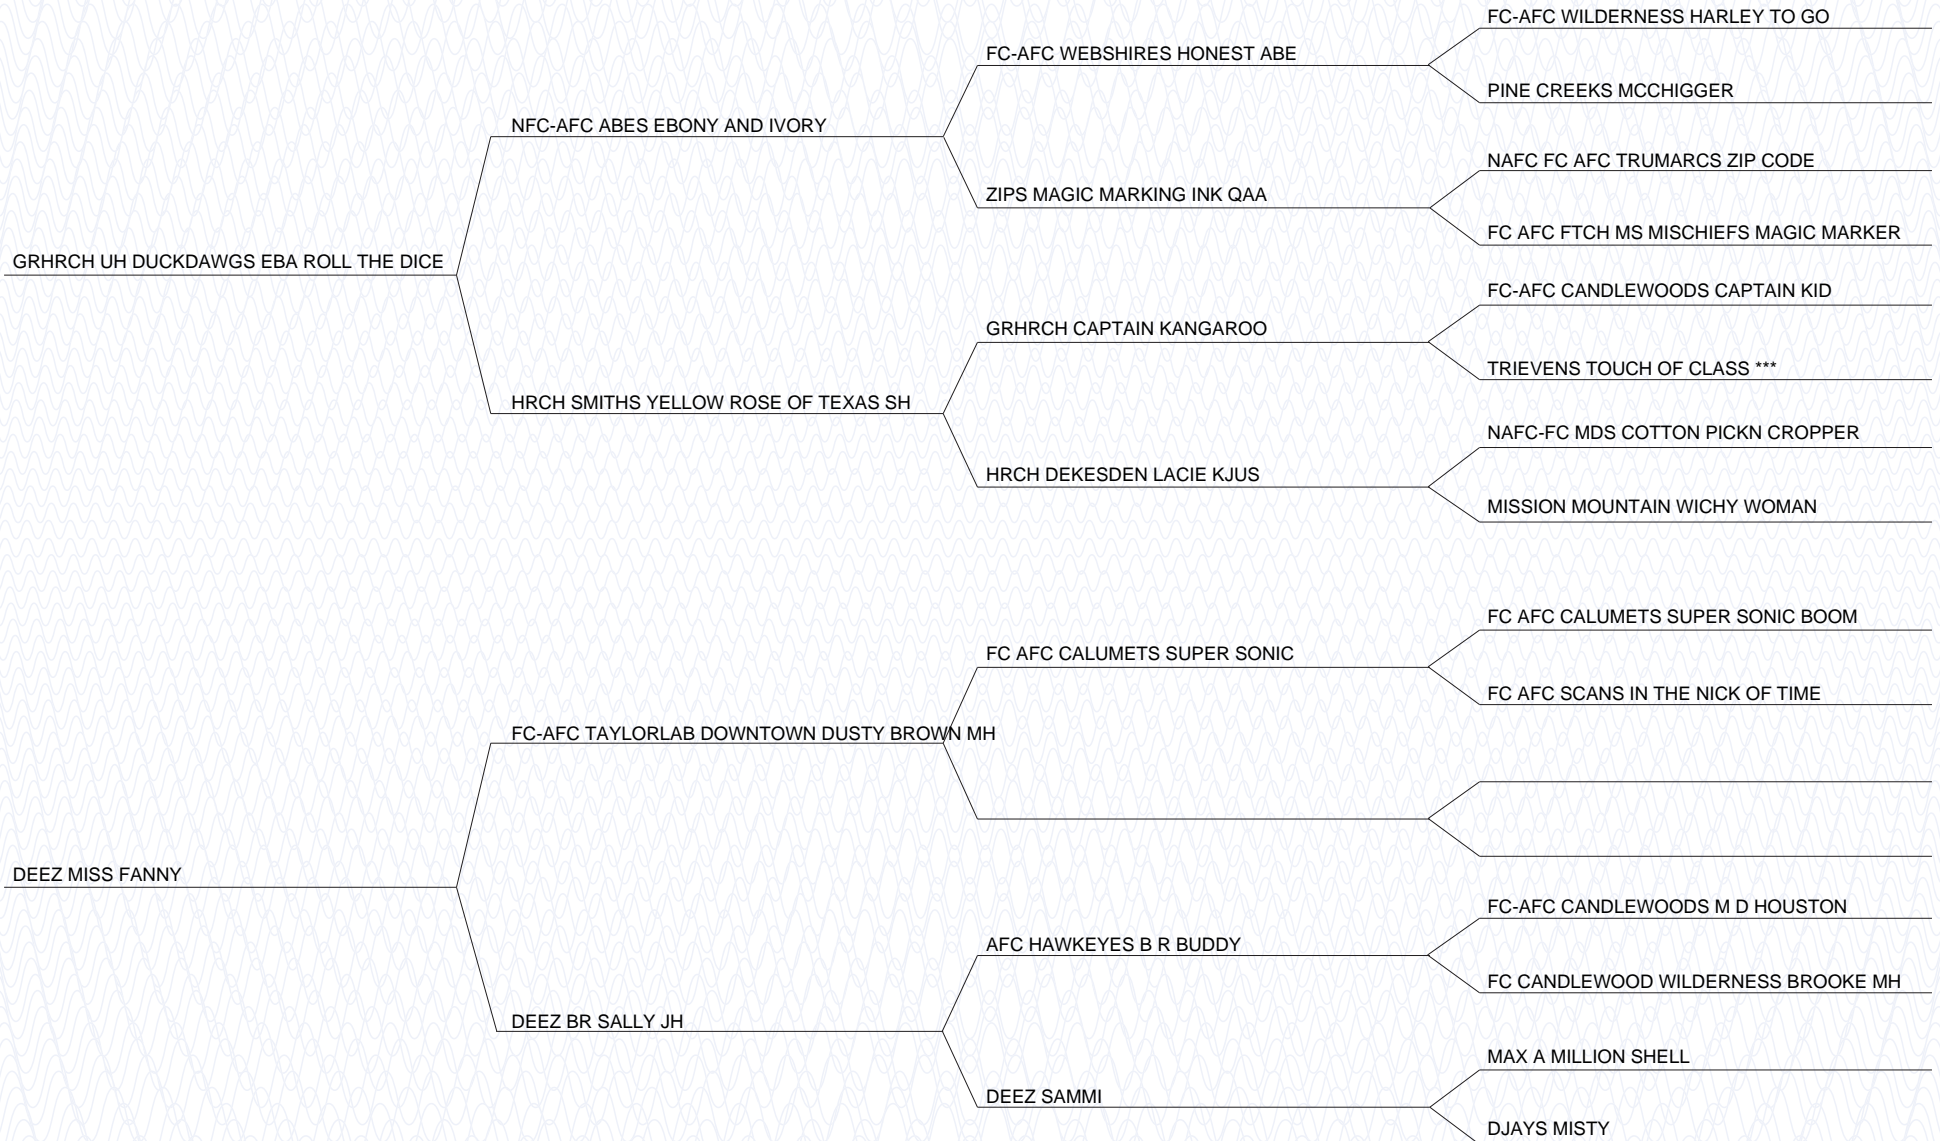 FC-AFC WILDERNESS HARLEY TO GO
FC-AFC WEBSHIRES HONEST ABE
PINE CREEKS MCCHIGGER
NFC-AFC ABES EBONY AND IVORY
NAFC FC AFC TRUMARCS ZIP CODE
ZIPS MAGIC MARKING INK QAA
FC AFC FTCH MS MISCHIEFS MAGIC MARKER
GRHRCH UH DUCKDAWGS EBA ROLL THE DICE
FC-AFC CANDLEWOODS CAPTAIN KID
GRHRCH CAPTAIN KANGAROO
TRIEVENS TOUCH OF CLASS ***
HRCH SMITHS YELLOW ROSE OF TEXAS SH
NAFC-FC MDS COTTON PICKN CROPPER
HRCH DEKESDEN LACIE KJUS
MISSION MOUNTAIN WICHY WOMAN
FC AFC CALUMETS SUPER SONIC BOOM
FC AFC CALUMETS SUPER SONIC
FC AFC SCANS IN THE NICK OF TIME
FC-AFC TAYLORLAB DOWNTOWN DUSTY BROWN MH
DEEZ MISS FANNY
FC-AFC CANDLEWOODS M D HOUSTON
AFC HAWKEYES B R BUDDY
FC CANDLEWOOD WILDERNESS BROOKE MH
DEEZ BR SALLY JH
MAX A MILLION SHELL
DEEZ SAMMI
DJAYS MISTY